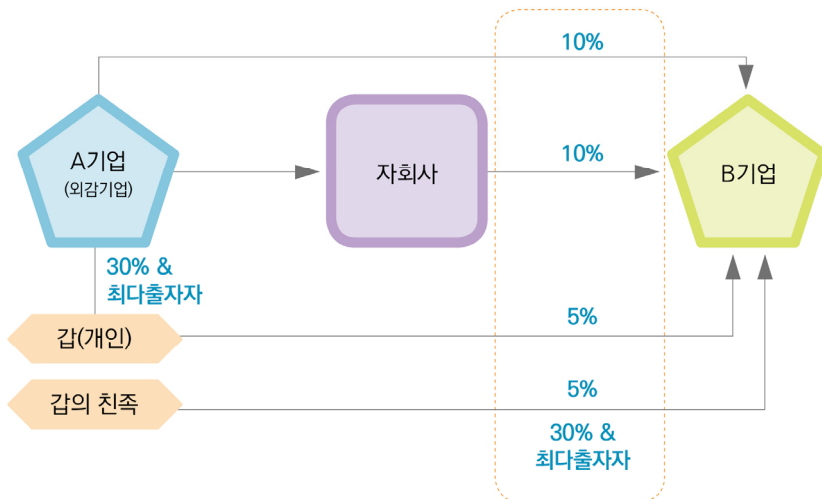 10%
A기업
(외감기업)
자회사
10%
B기업
30% &
최다출자자
갑(개인)
5%
갑의 친족
5%
30% &
최다출자자